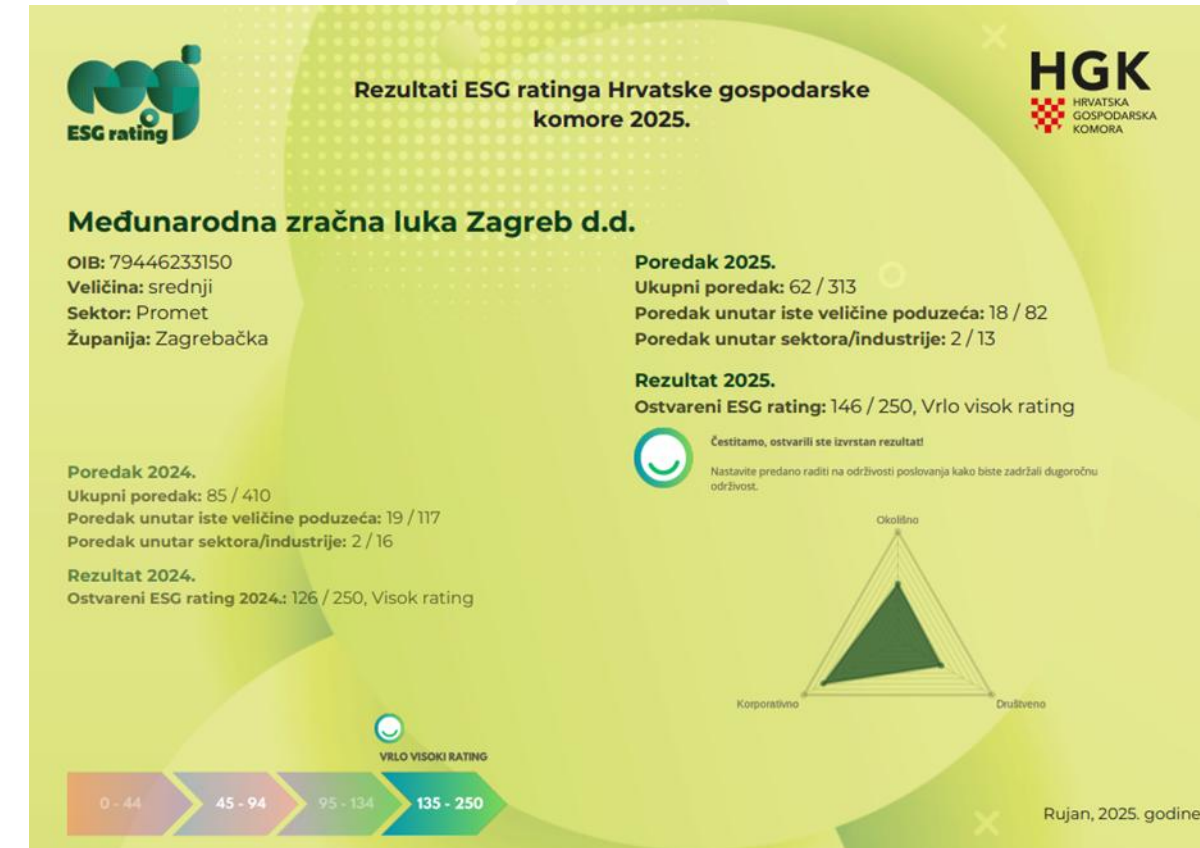 ESG rating
Rezultati ESG ratinga Hrvatske gospodarske
komore 2025.
HGK
HRVATSKA
GOSPODARSKA
KOMORA
Međunarodna zračna luka Zagreb d.d.
OIB: 79446233150
Veličina: srednji
Sektor: Promet
Županija: Zagrebačka
Poredak 2025.
Ukupni poredak: 62 / 313
Poredak unutar iste veličine poduzeća: 18 / 82
Poredak unutar sektora/industrije: 2 / 13
Rezultat 2025.
Ostvareni ESG rating: 146 / 250, Vrlo visok rating
Čestitamo, ostvarili ste izvrstan rezultat!
Nastavite predano raditi na održivosti poslovanja kako biste zadržali dugoročnu
održivost.
Poredak 2024.
Ukupni poredak: 85 / 410
Poredak unutar iste veličine poduzeća: 19 / 117
Poredak unutar sektora/industrije: 2 / 16
Rezultat 2024.
Ostvareni ESG rating 2024.: 126 / 250, Visok rating
Okolišno
Korporativno
Društveno
VRLO VISOKI RATING
0 - 44
45 - 94
95 - 134
135 - 250
Rujan, 2025. godine